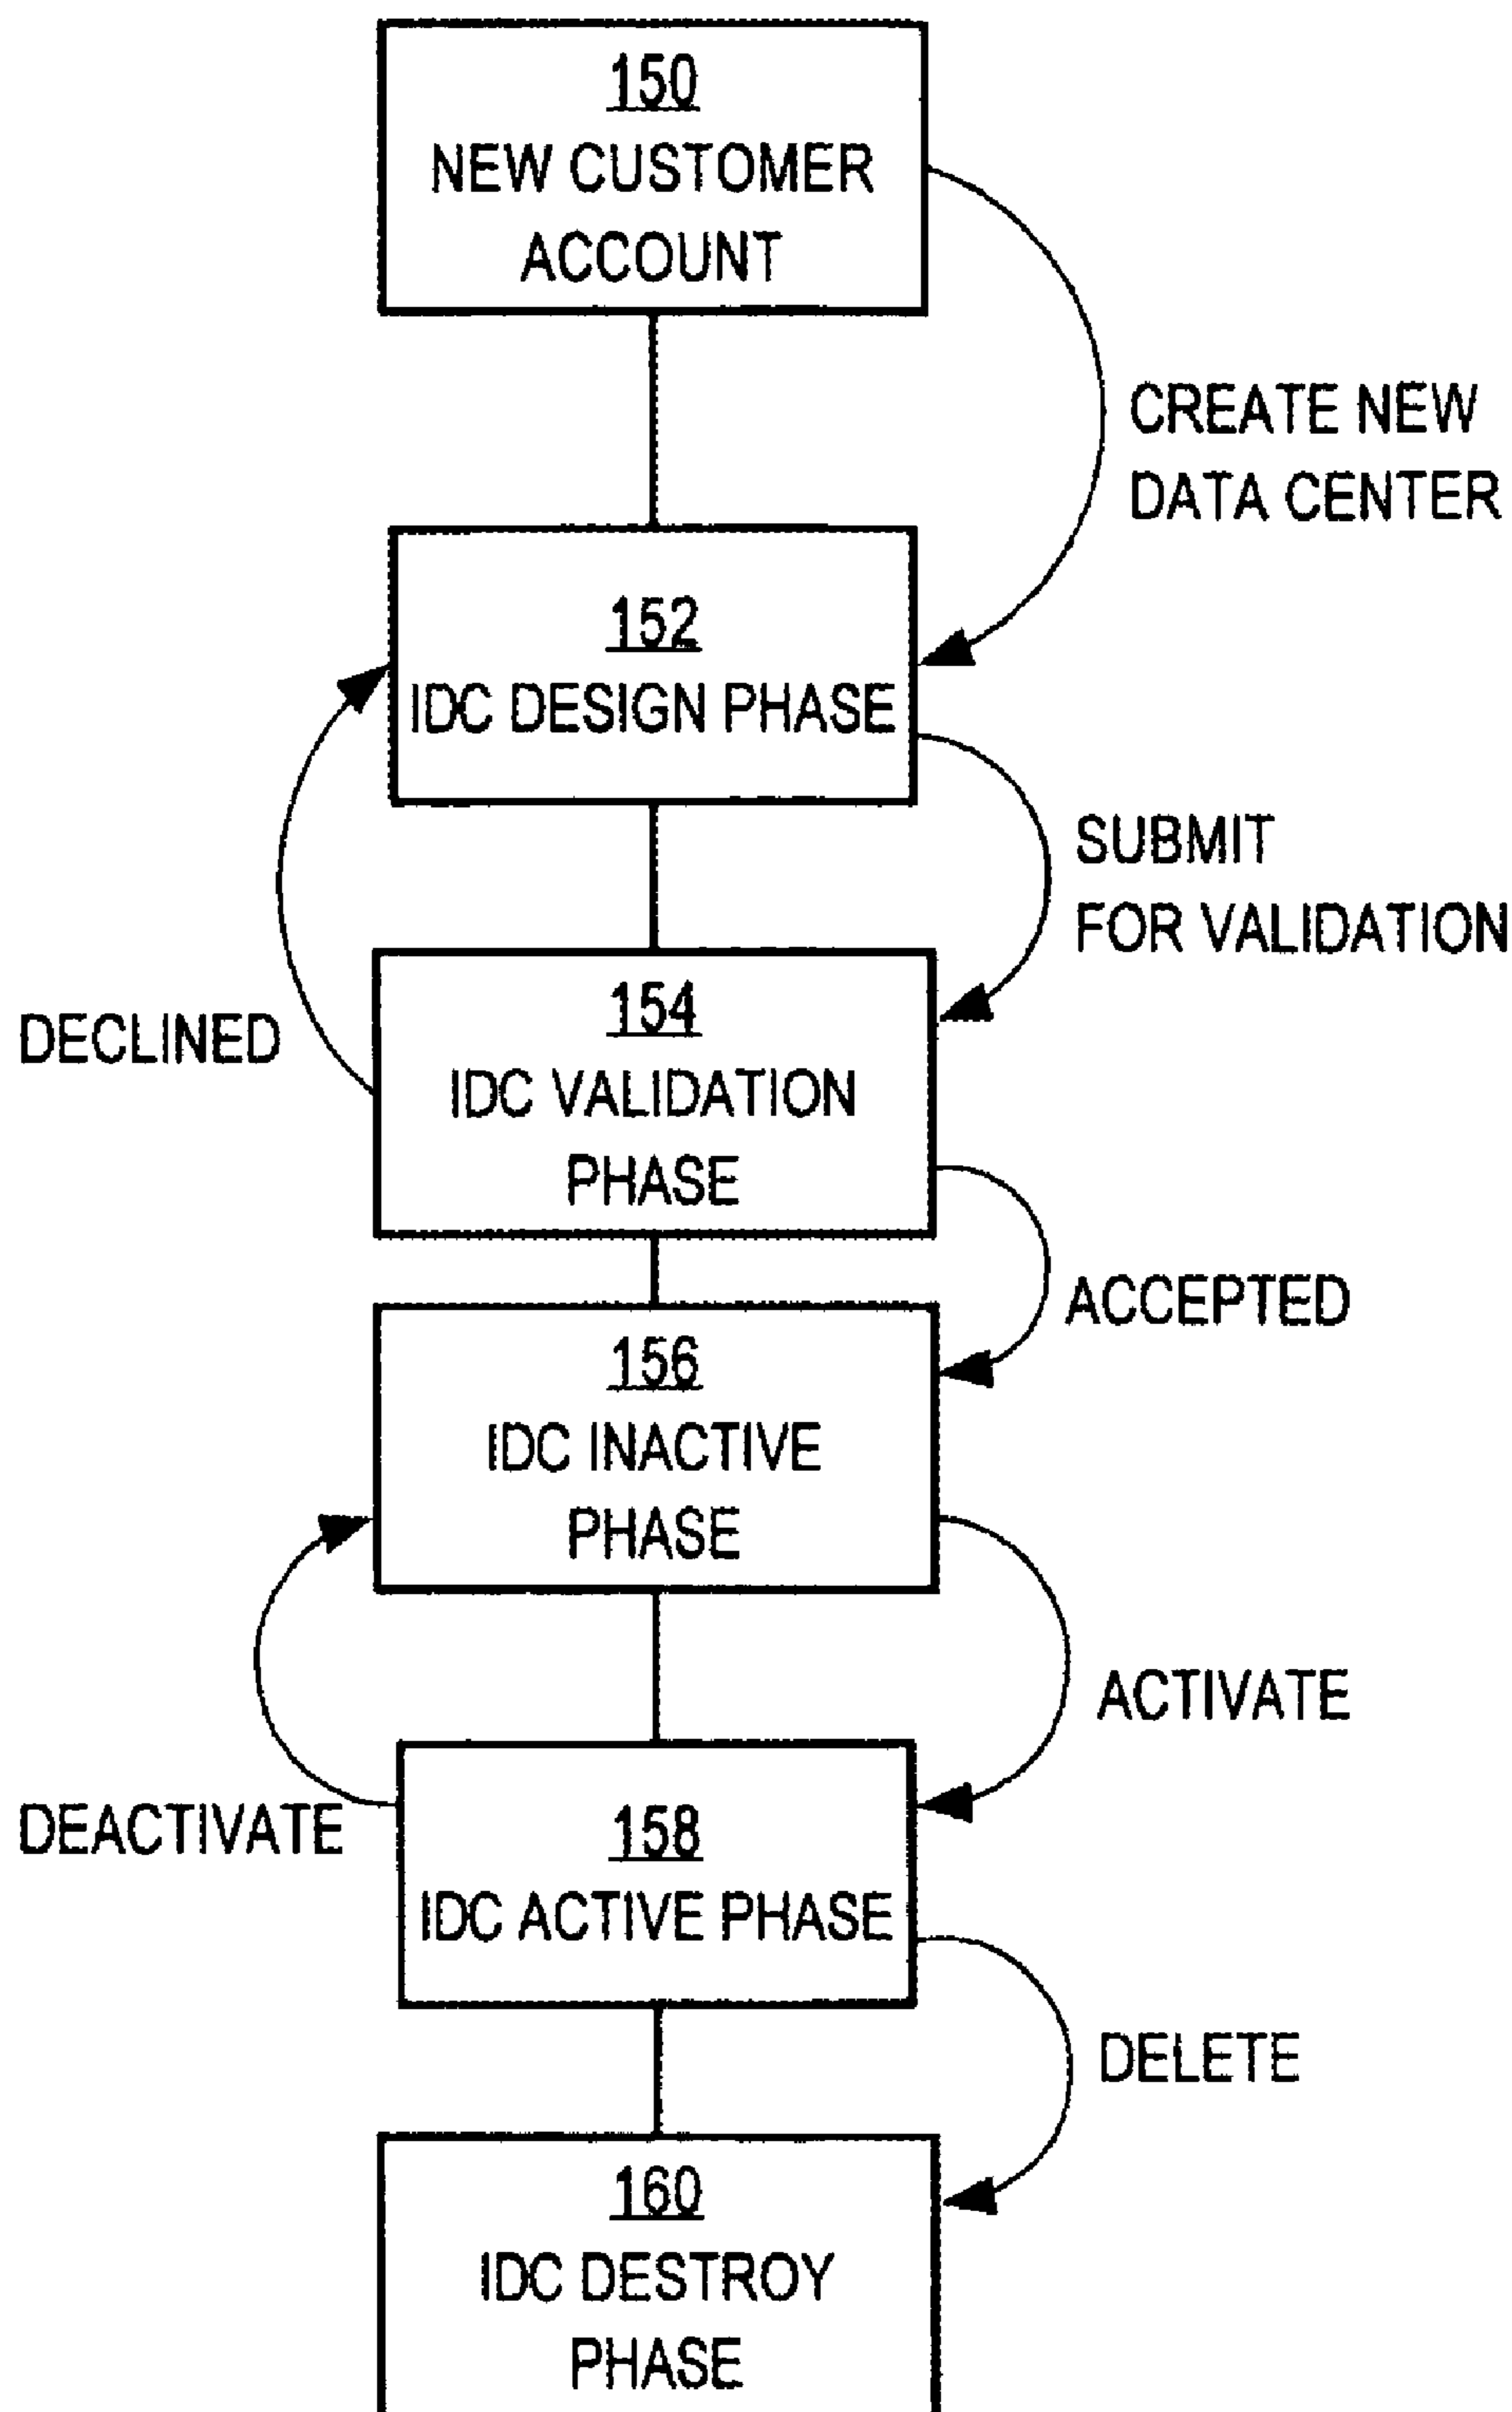 150
NEW CUSTOMER
ACCOUNT
CREATE NEW
DATA CENTER
152
IDC DESIGN PHASE
SUBMIT
FOR VALIDATION
DECLINED
154
IDC VALIDATION
PHASE
ACCEPTED
156
IDC INACTIVE
PHASE
ACTIVATE
DEACTIVATE
158
IDC ACTIVE PHASE
DELETE
160
IDC DESTROY
PHASE